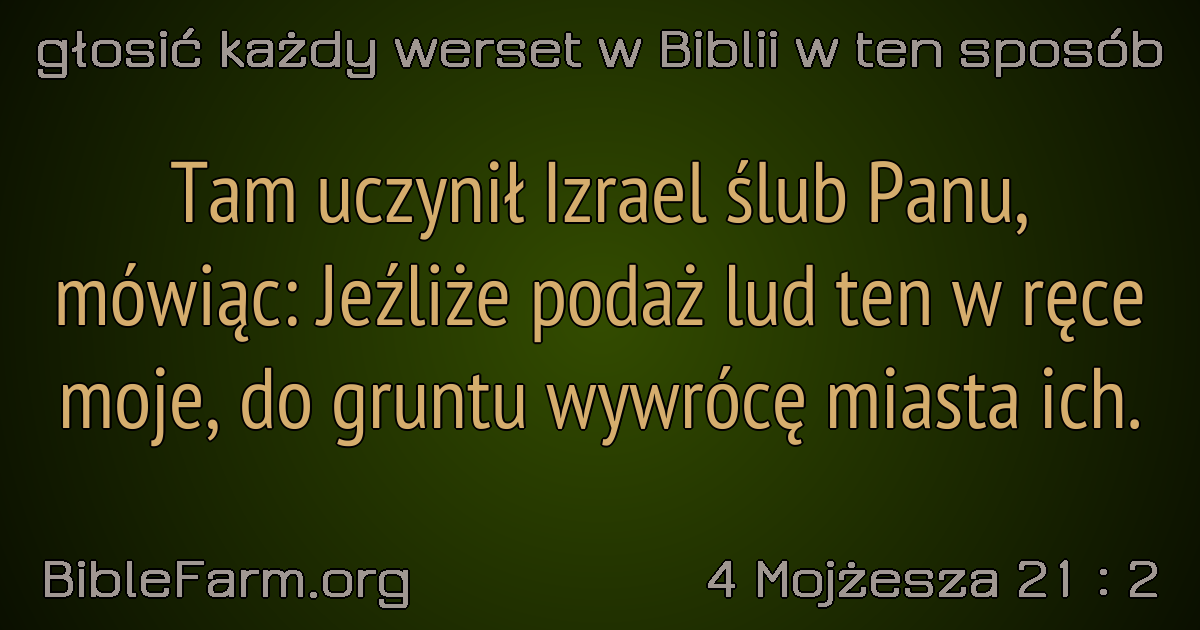 głosić każdy werset w Biblii w ten sposób
Tam uczynił Izrael ślub Panu,
mówiąc: Jeźliże podaż lud ten w ręce
moje, do gruntu wywrócę miasta ich.
BibleFarm.org
4 Mojżesza 21 : 2